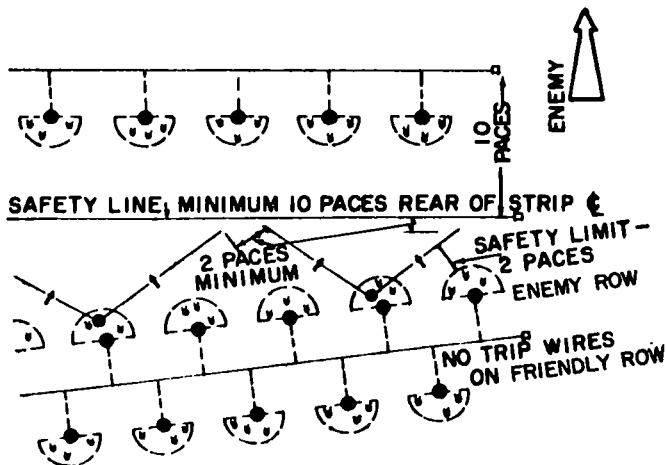 ENEMY
10
PACES
SAFETY LINE, MINIMUM 10 PACES REAR OF STRIP ℄
2 PACES
MINIMUM
SAFETY LIMIT—
2 PACES
ENEMY ROW
NO TRIP WIRES
ON FRIENDLY ROW